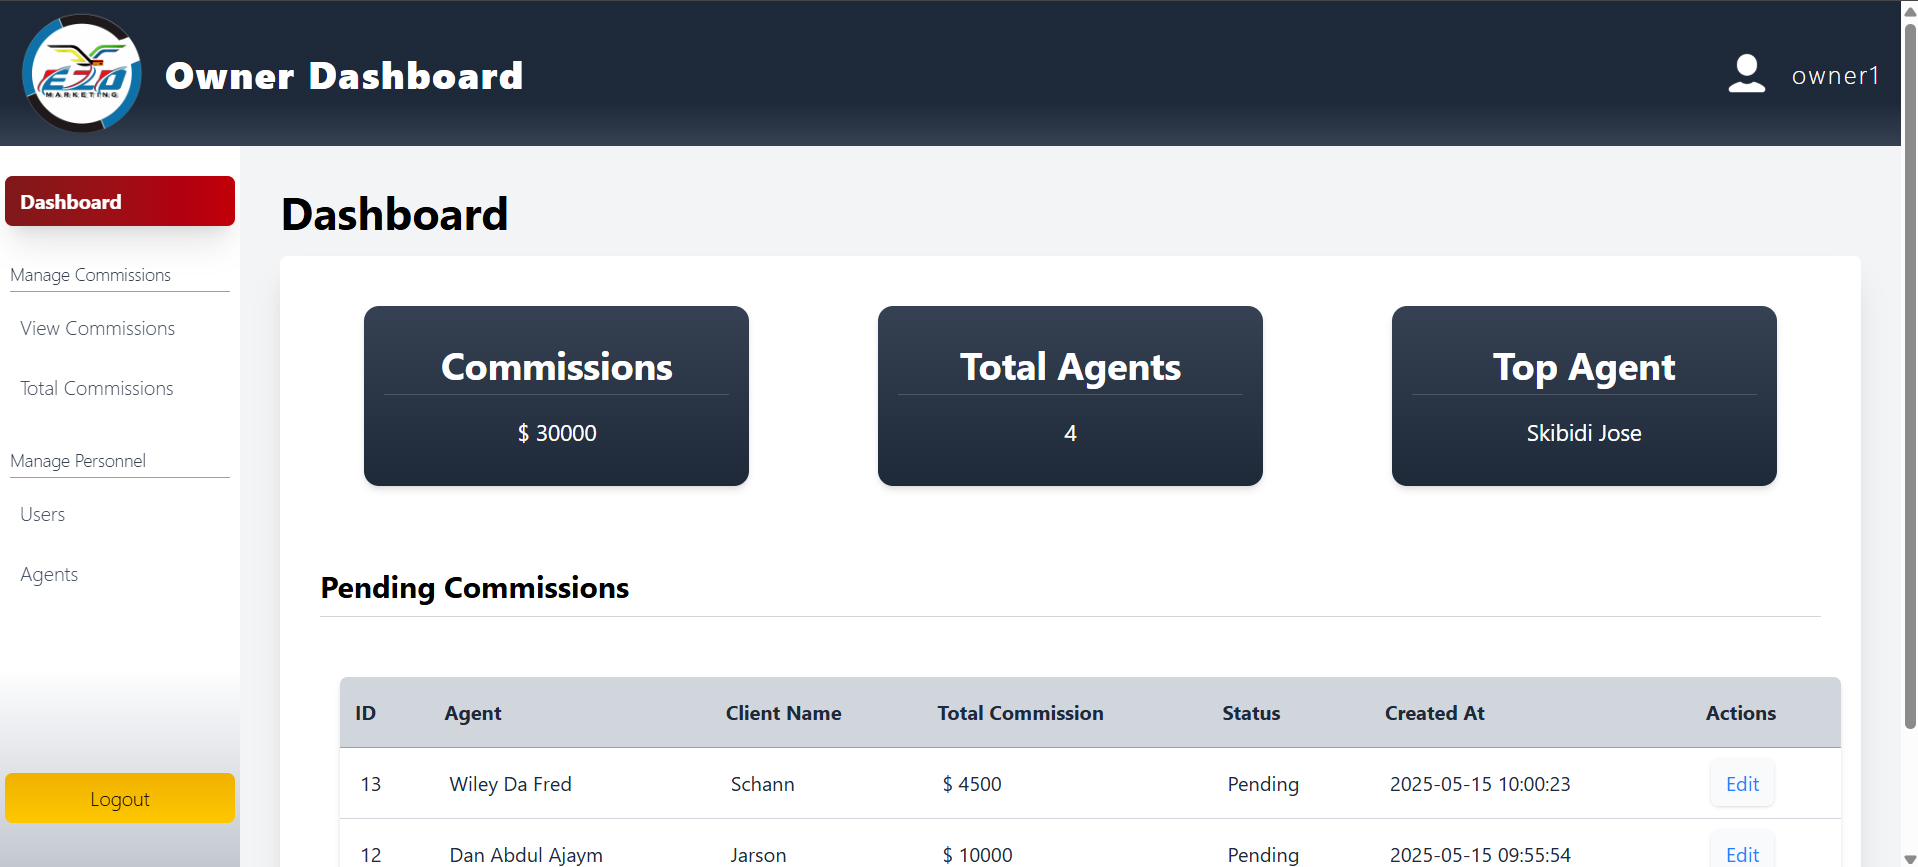 EZD
MARKETING
Owner Dashboard
owner1
Dashboard
Manage Commissions
View Commissions
Total Commissions
Manage Personnel
Users
Agents
Logout
Dashboard
Commissions
$ 30000
Total Agents
4
Top Agent
Skibidi Jose
Pending Commissions
ID Agent Client Name Total Commission Status Created At Actions
13 Wiley Da Fred Schann $ 4500 Pending 2025-05-15 10:00:23 Edit
12 Dan Abdul Ajaym Jarson $ 10000 Pending 2025-05-15 09:55:54 Edit